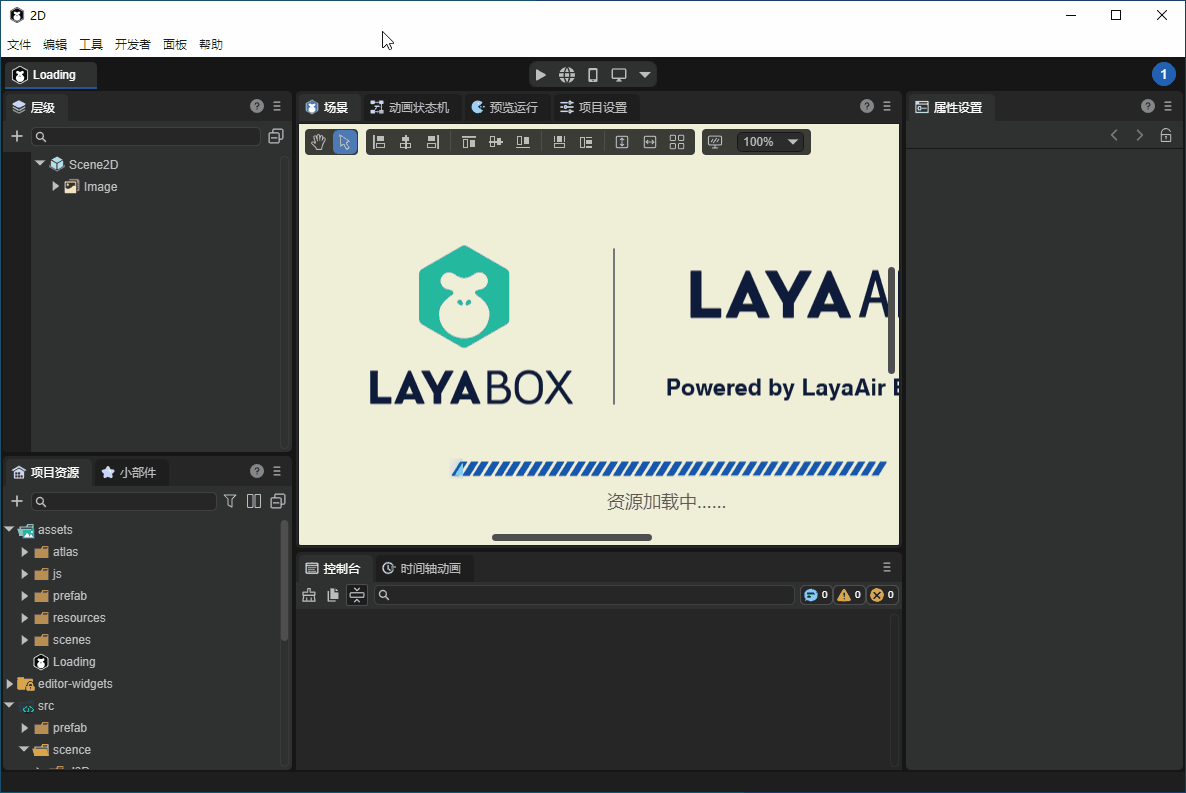 2D
文件 编辑 工具 开发者 面板 帮助
Loading
1
层级
Scene2D
Image
场景 动画状态机 预览运行 项目设置
100%
LAYABOX
LAYA A
Powered by LayaAir
资源加载中......
属性设置
项目资源 小部件
assets
atlas
js
prefab
resources
scenes
Loading
editor-widgets
src
prefab
scence
控制台 时间轴动画
0 0 0